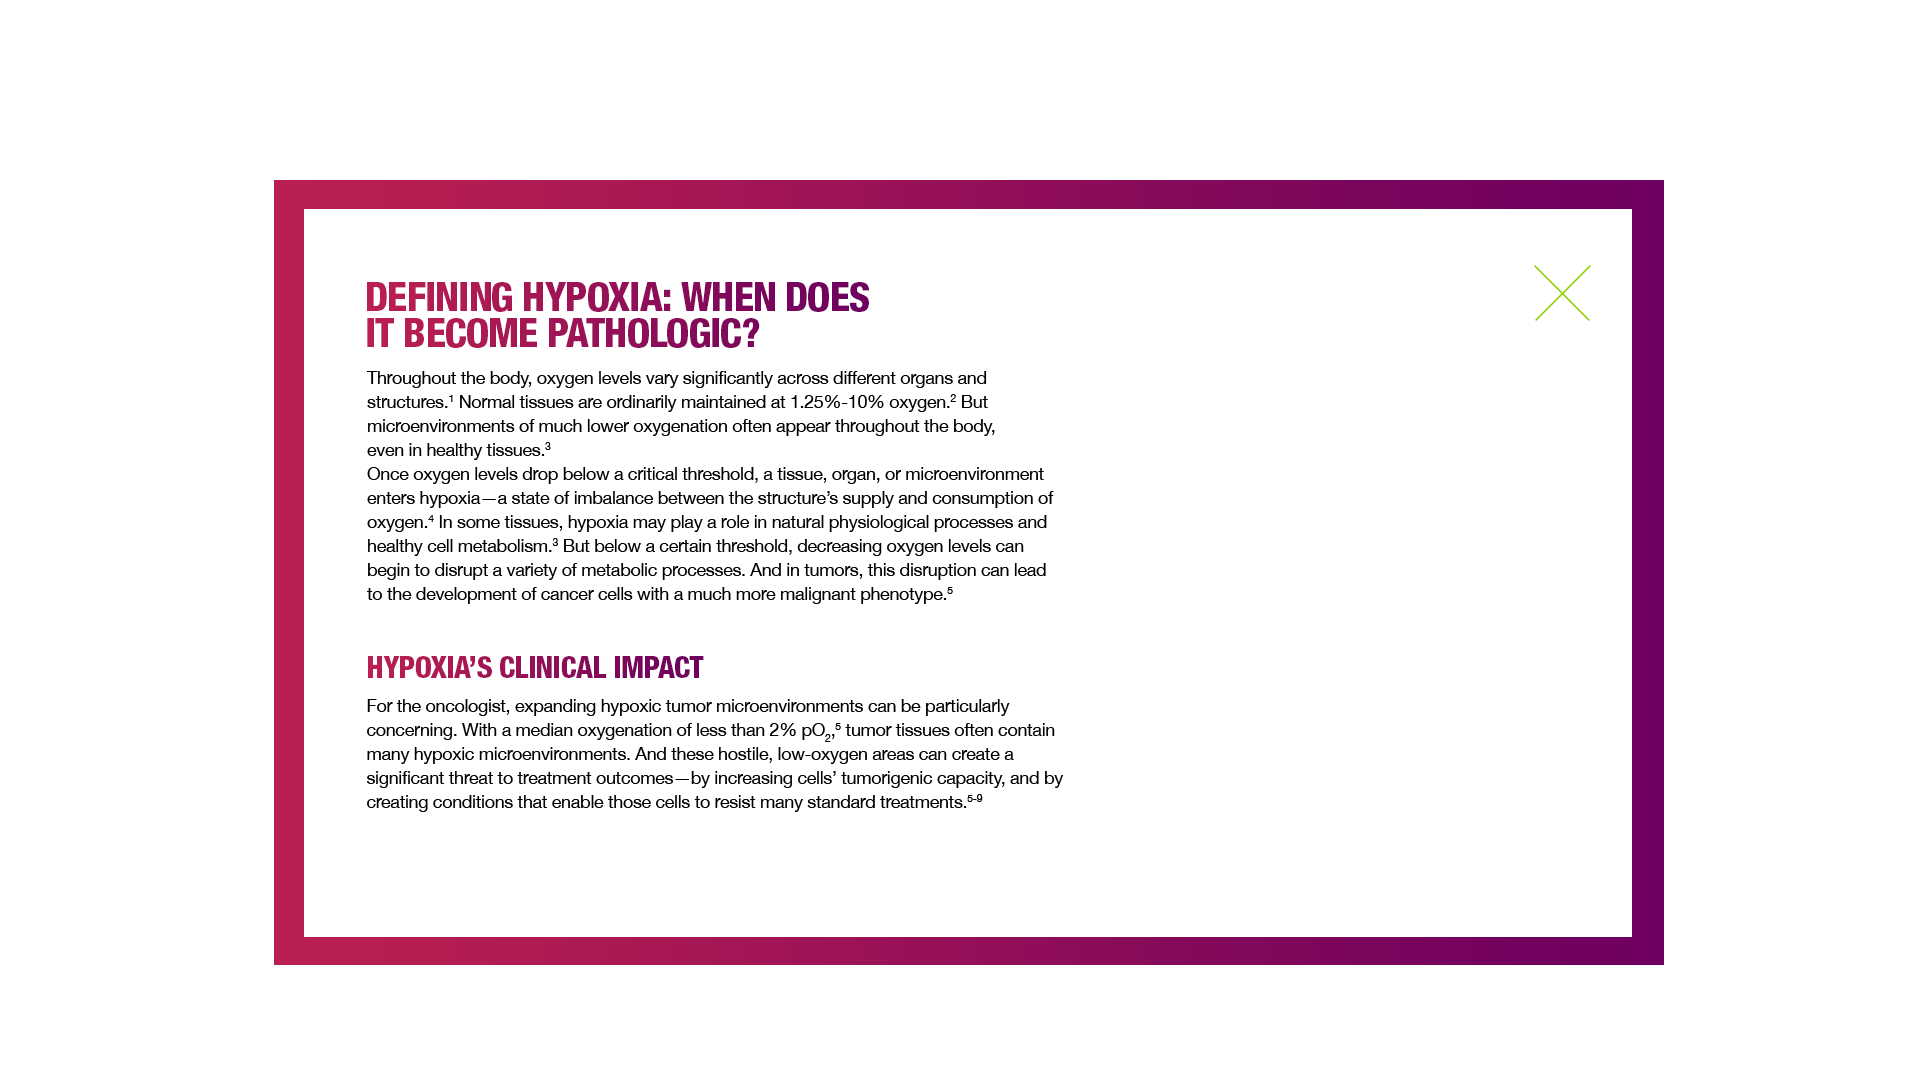 DEFINING HYPOXIA: WHEN DOES
IT BECOME PATHOLOGIC?
Throughout the body, oxygen levels vary significantly across different organs and
structures.¹ Normal tissues are ordinarily maintained at 1.25%-10% oxygen.² But
microenvironments of much lower oxygenation often appear throughout the body,
even in healthy tissues.³
Once oxygen levels drop below a critical threshold, a tissue, organ, or microenvironment
enters hypoxia—a state of imbalance between the structure’s supply and consumption of
oxygen.⁴ In some tissues, hypoxia may play a role in natural physiological processes and
healthy cell metabolism.³ But below a certain threshold, decreasing oxygen levels can
begin to disrupt a variety of metabolic processes. And in tumors, this disruption can lead
to the development of cancer cells with a much more malignant phenotype.⁵
HYPOXIA’S CLINICAL IMPACT
For the oncologist, expanding hypoxic tumor microenvironments can be particularly
concerning. With a median oxygenation of less than 2% pO₂,⁵ tumor tissues often contain
many hypoxic microenvironments. And these hostile, low-oxygen areas can create a
significant threat to treatment outcomes—by increasing cells’ tumorigenic capacity, and by
creating conditions that enable those cells to resist many standard treatments.⁵⁻⁹